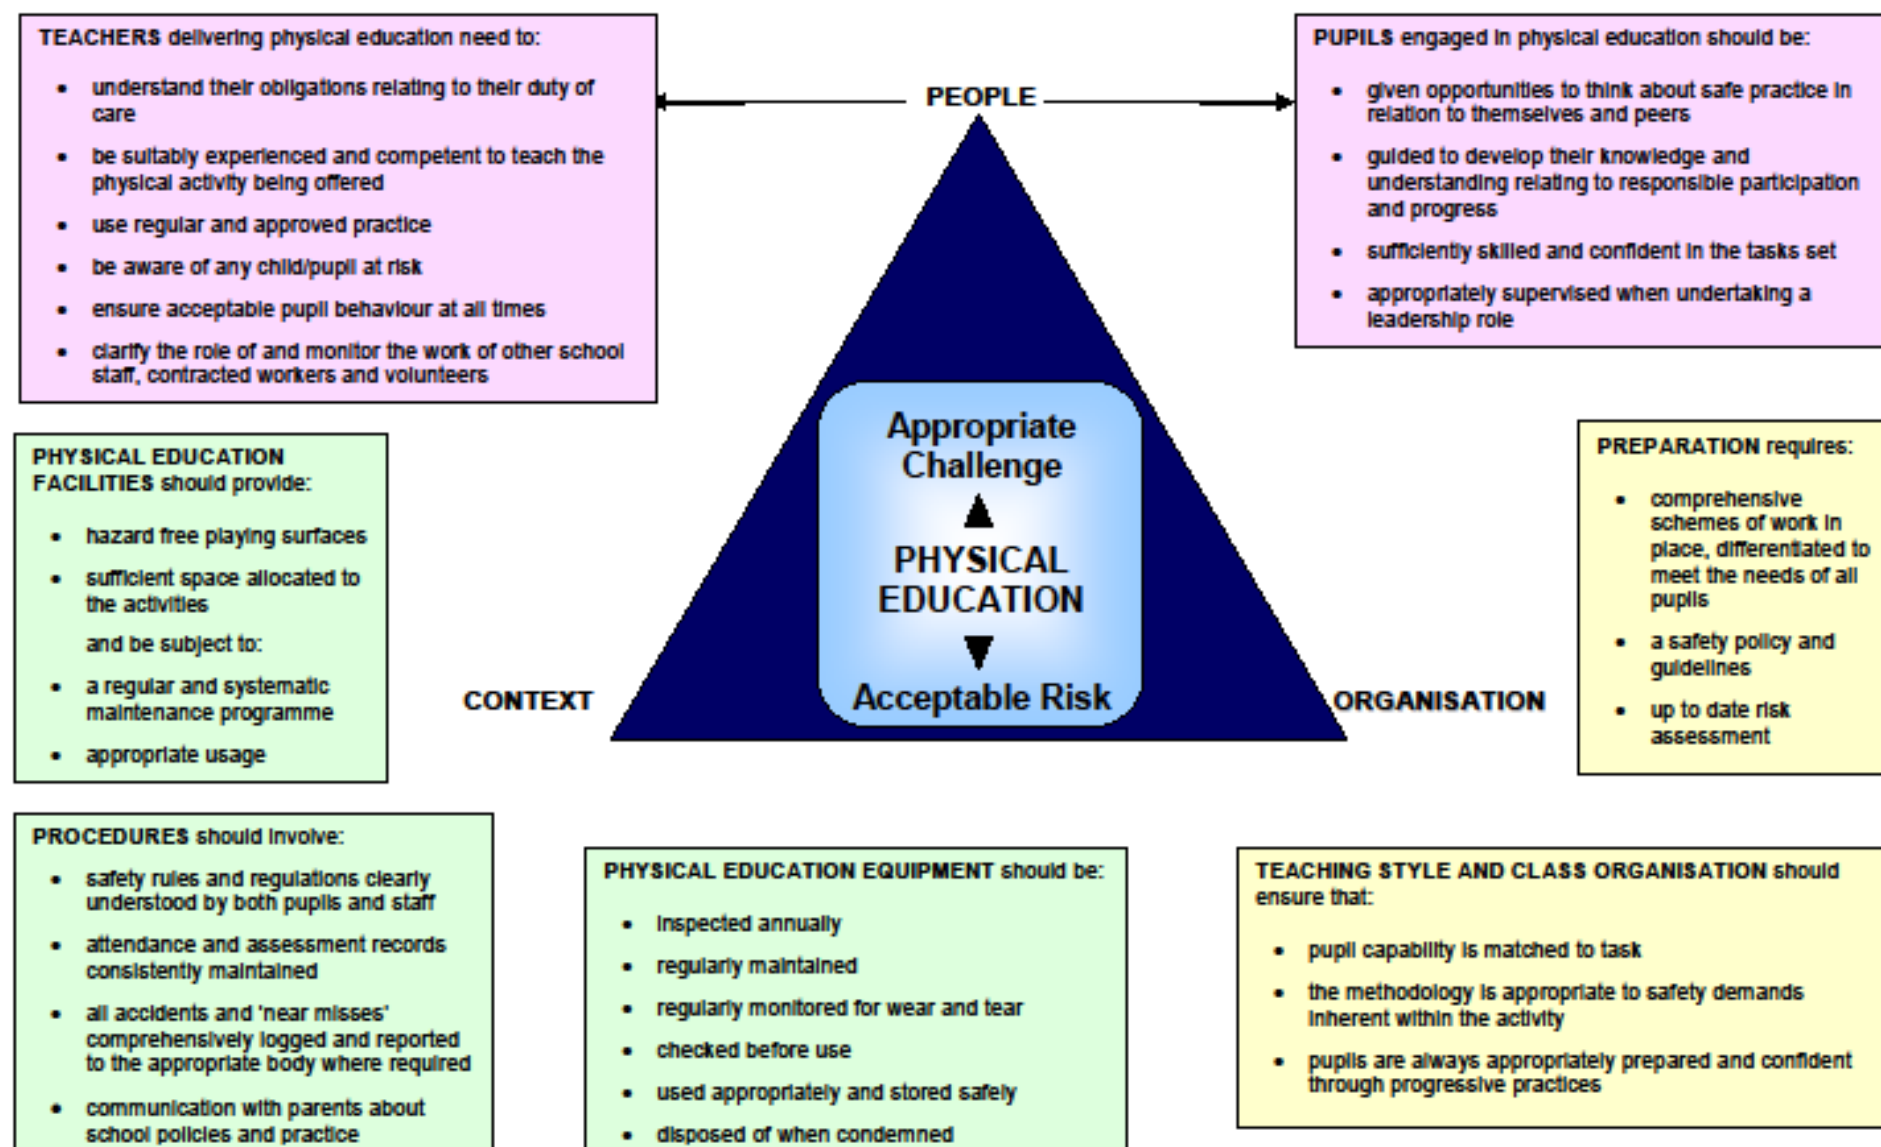 TEACHERS delivering physical education need to:
• understand their obligations relating to their duty of
care
• be suitably experienced and competent to teach the
physical activity being offered
• use regular and approved practice
• be aware of any child/pupil at risk
• ensure acceptable pupil behaviour at all times
• clarify the role of and monitor the work of other school
staff, contracted workers and volunteers
PEOPLE
PUPILS engaged in physical education should be:
• given opportunities to think about safe practice in
relation to themselves and peers
• guided to develop their knowledge and
understanding relating to responsible participation
and progress
• sufficiently skilled and confident in the tasks set
• appropriately supervised when undertaking a
leadership role
PHYSICAL EDUCATION
FACILITIES should provide:
• hazard free playing surfaces
• sufficient space allocated to
the activities
and be subject to:
• a regular and systematic
maintenance programme
• appropriate usage
Appropriate
Challenge
PHYSICAL
EDUCATION
Acceptable Risk
CONTEXT
ORGANISATION
PREPARATION requires:
• comprehensive
schemes of work in
place, differentiated to
meet the needs of all
pupils
• a safety policy and
guidelines
• up to date risk
assessment
PROCEDURES should involve:
• safety rules and regulations clearly
understood by both pupils and staff
• attendance and assessment records
consistently maintained
• all accidents and 'near misses'
comprehensively logged and reported
to the appropriate body where required
• communication with parents about
school policies and practice
PHYSICAL EDUCATION EQUIPMENT should be:
• inspected annually
• regularly maintained
• regularly monitored for wear and tear
• checked before use
• used appropriately and stored safely
• disposed of when condemned
TEACHING STYLE AND CLASS ORGANISATION should
ensure that:
• pupil capability is matched to task
• the methodology is appropriate to safety demands
inherent within the activity
• pupils are always appropriately prepared and confident
through progressive practices